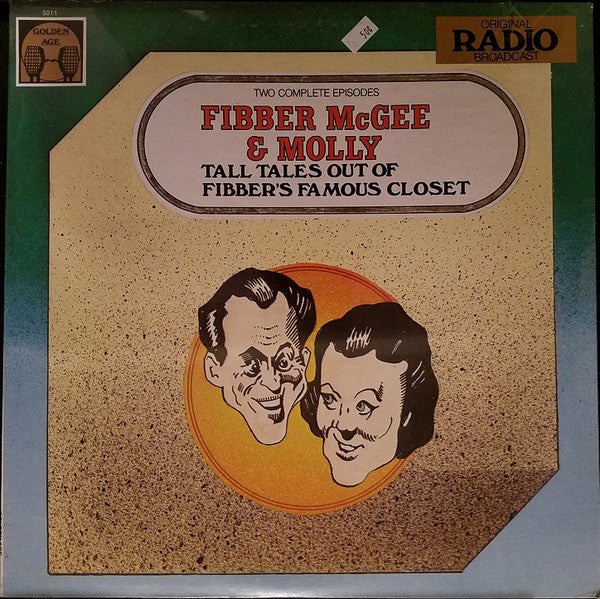 5011
GOLDEN
AGE
50¢
ORIGINAL
RADIO
BROADCAST
TWO COMPLETE EPISODES
FIBBER McGEE
& MOLLY
TALL TALES OUT OF
FIBBER'S FAMOUS CLOSET